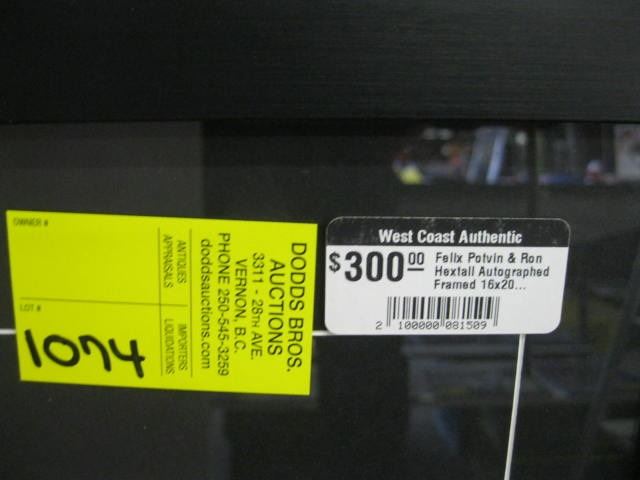 OWNER #
LOT #
1074
ANTIQUES
APPRAISALS
IMPORTERS
LIQUIDATIONS
DODDS BROS.
AUCTIONS
3311 - 28TH AVE.
VERNON, B.C.
PHONE 250-545-3259
doddsauctions.com
West Coast Authentic
$300.00
Felix Potvin & Ron
Hextall Autographed
Framed 16x20...
2 100000 081509